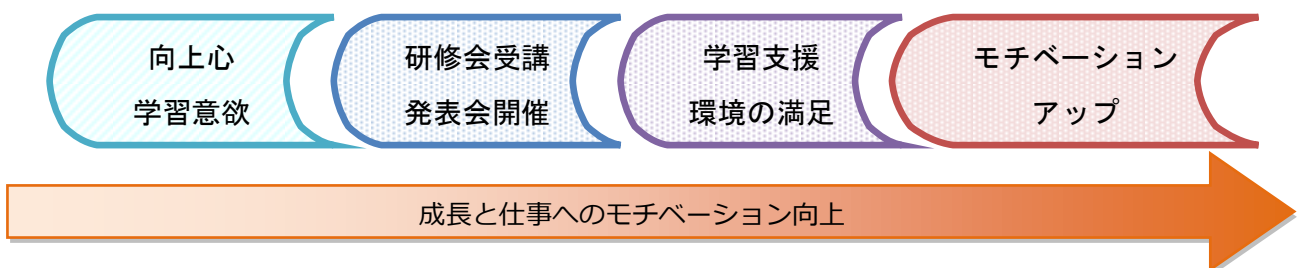 向上心
学習意欲
研修会受講
発表会開催
学習支援
環境の満足
モチベーション
アップ
成長と仕事へのモチベーション向上